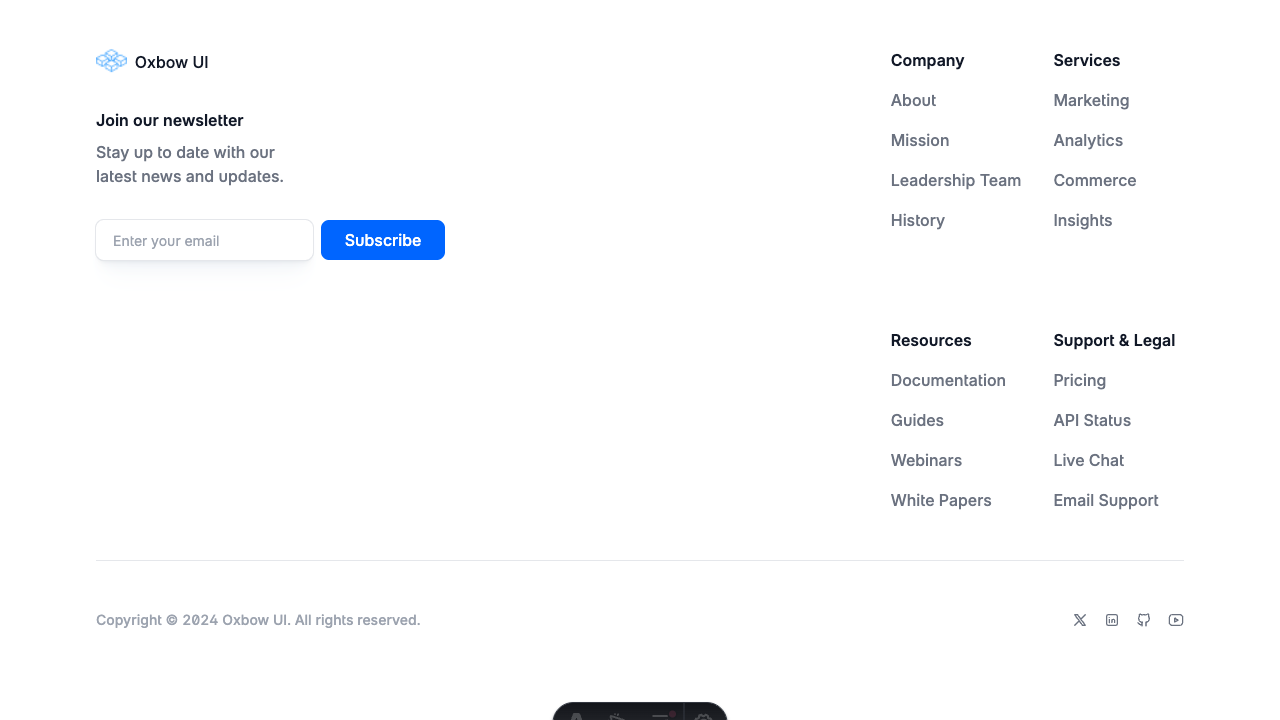 Oxbow UI
Join our newsletter
Stay up to date with our
latest news and updates.
Enter your email
Subscribe
Company
About
Mission
Leadership Team
History
Services
Marketing
Analytics
Commerce
Insights
Resources
Documentation
Guides
Webinars
White Papers
Support & Legal
Pricing
API Status
Live Chat
Email Support
Copyright © 2024 Oxbow UI. All rights reserved.